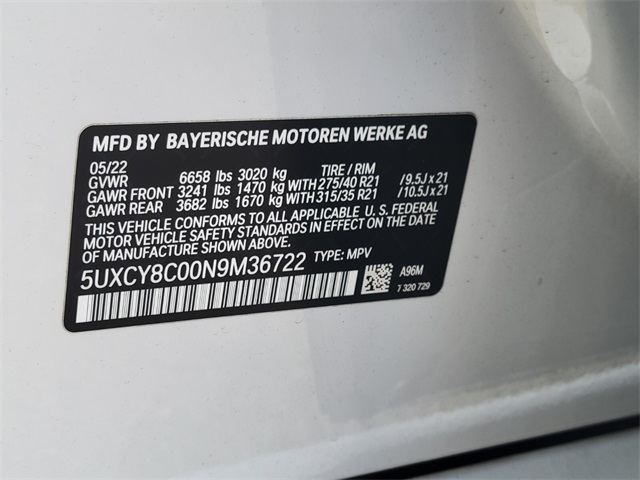 MFD BY BAYERISCHE MOTOREN WERKE AG
05/22
GVWR 6658 lbs 3020 kg TIRE / RIM
GAWR FRONT 3241 lbs 1470 kg WITH 275/40 R21 /9.5J x 21
GAWR REAR 3682 lbs 1670 kg WITH 315/35 R21 /10.5J x 21
THIS VEHICLE CONFORMS TO ALL APPLICABLE U. S. FEDERAL
MOTOR VEHICLE SAFETY STANDARDS IN EFFECT ON THE DATE
OF MANUFACTURE SHOWN ABOVE.
5UXCY8C00N9M36722 TYPE: MPV
A96M
7 320 729